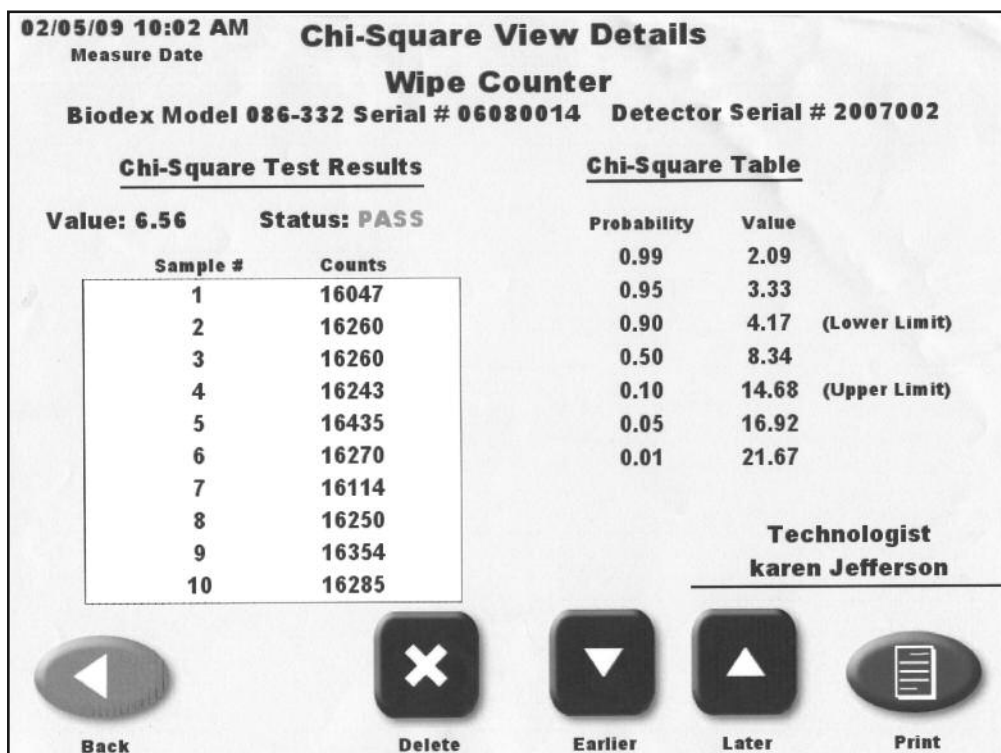 02/05/09 10:02 AM
Measure Date
Chi-Square View Details
Wipe Counter
Biodex Model 086-332 Serial # 06080014 Detector Serial # 2007002
Chi-Square Test Results
Value: 6.56 Status: PASS
Sample # Counts
1 16047
2 16260
3 16260
4 16243
5 16435
6 16270
7 16114
8 16250
9 16354
10 16285
Chi-Square Table
Probability Value
0.99 2.09
0.95 3.33
0.90 4.17 (Lower Limit)
0.50 8.34
0.10 14.68 (Upper Limit)
0.05 16.92
0.01 21.67
Technologist
karen Jefferson
Back
Delete
Earlier
Later
Print